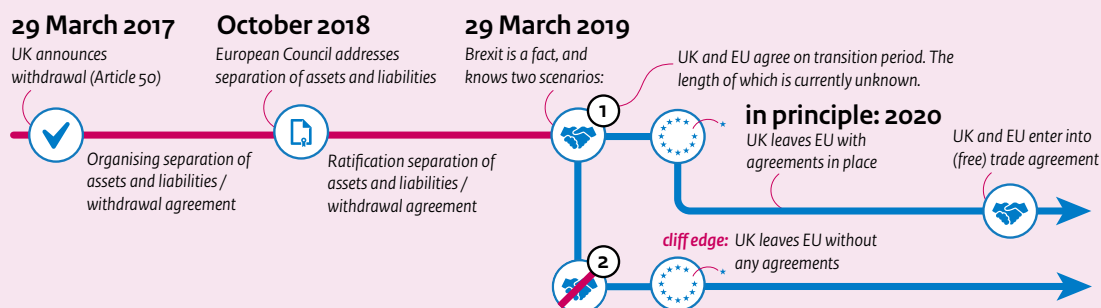 29 March 2017
UK announces
withdrawal (Article 50)
October 2018
European Council addresses
separation of assets and liabilities
29 March 2019
Brexit is a fact, and
knows two scenarios:
UK and EU agree on transition period. The
length of which is currently unknown.
1
in principle: 2020
UK leaves EU with
agreements in place
UK and EU enter into
(free) trade agreement
Organising separation of
assets and liabilities /
withdrawal agreement
Ratification separation of
assets and liabilities /
withdrawal agreement
2
cliff edge: UK leaves EU without
any agreements